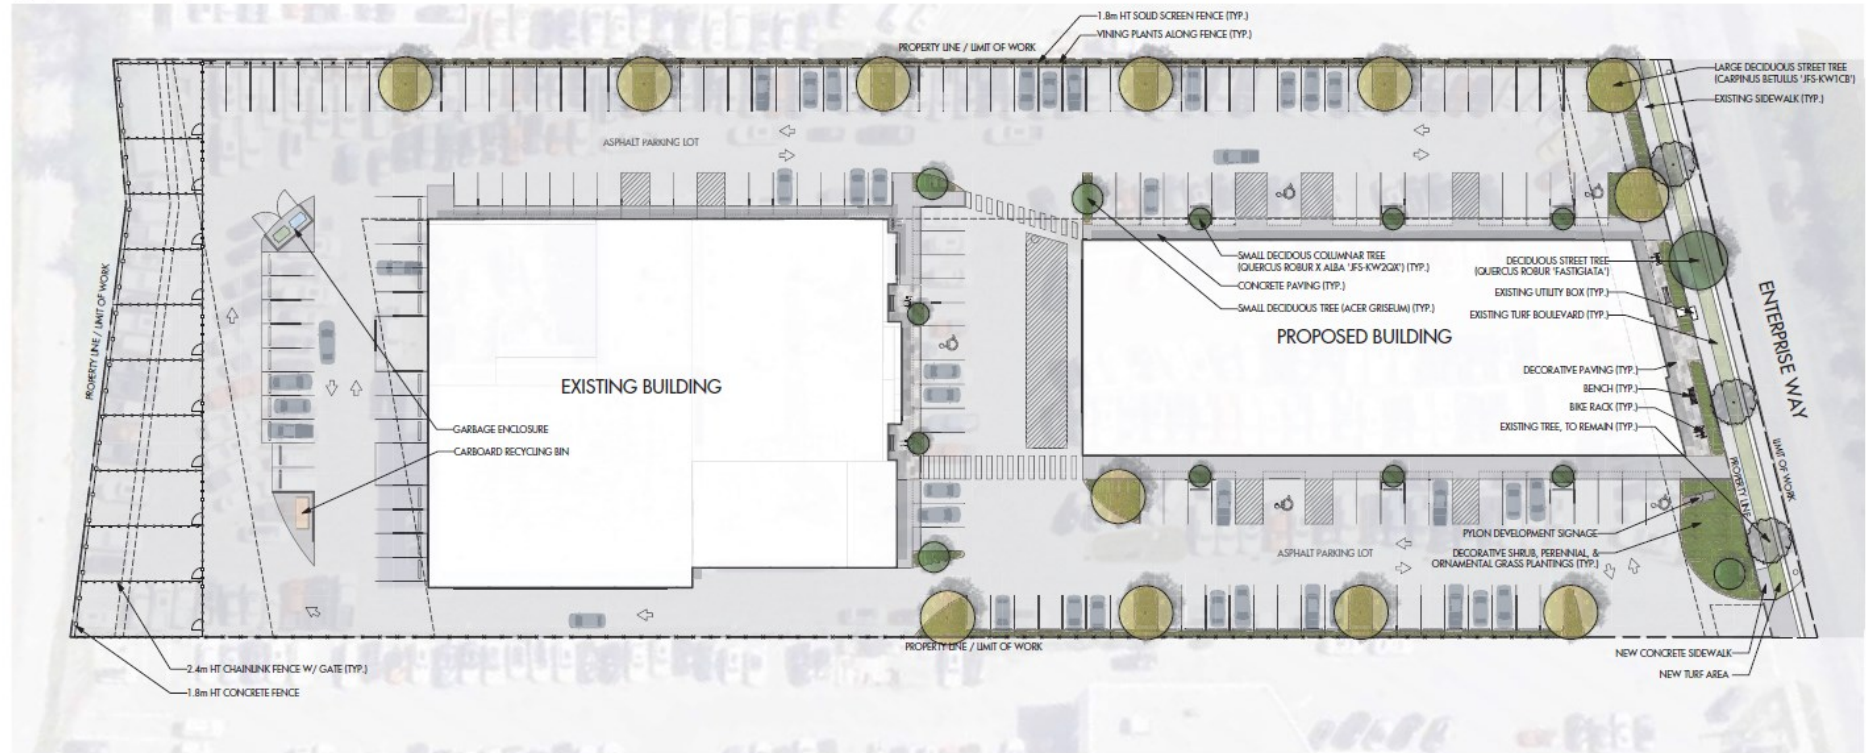 1.8m HT SOLID SCREEN FENCE (TYP.)
VINING PLANTS ALONG FENCE (TYP.)
PROPERTY LINE / LIMIT OF WORK
LARGE DECIDUOUS STREET TREE
(CARPINUS BETULUS 'JFS-KW1CB')
EXISTING SIDEWALK (TYP.)
ASPHALT PARKING LOT
SMALL DECIDOUS COLUMNAR TREE
(QUERCUS ROBUR X ALBA 'JFS-KW2QX') (TYP.)
CONCRETE PAVING (TYP.)
SMALL DECIDUOUS TREE (ACER GRISEUM) (TYP.)
DECIDUOUS STREET TREE
(QUERCUS ROBUR 'FASTIGIATA')
EXISTING UTILITY BOX (TYP.)
EXISTING TURF BOULEVARD (TYP.)
PROPOSED BUILDING
ENTERPRISE WAY
PROPERTY LINE / LIMIT OF WORK
EXISTING BUILDING
DECORATIVE PAVING (TYP.)
BENCH (TYP.)
BIKE RACK (TYP.)
EXISTING TREE, TO REMAIN (TYP.)
GARBAGE ENCLOSURE
CARBOARD RECYCLING BIN
LIMIT OF WORK
PROPERTY LINE
PYLON DEVELOPMENT SIGNAGE
ASPHALT PARKING LOT
DECORATIVE SHRUB, PERENNIAL, &
ORNAMENTAL GRASS PLANTINGS (TYP.)
PROPERTY LINE / LIMIT OF WORK
NEW CONCRETE SIDEWALK
NEW TURF AREA
2.4m HT CHAINLINK FENCE W/ GATE (TYP.)
1.8m HT CONCRETE FENCE